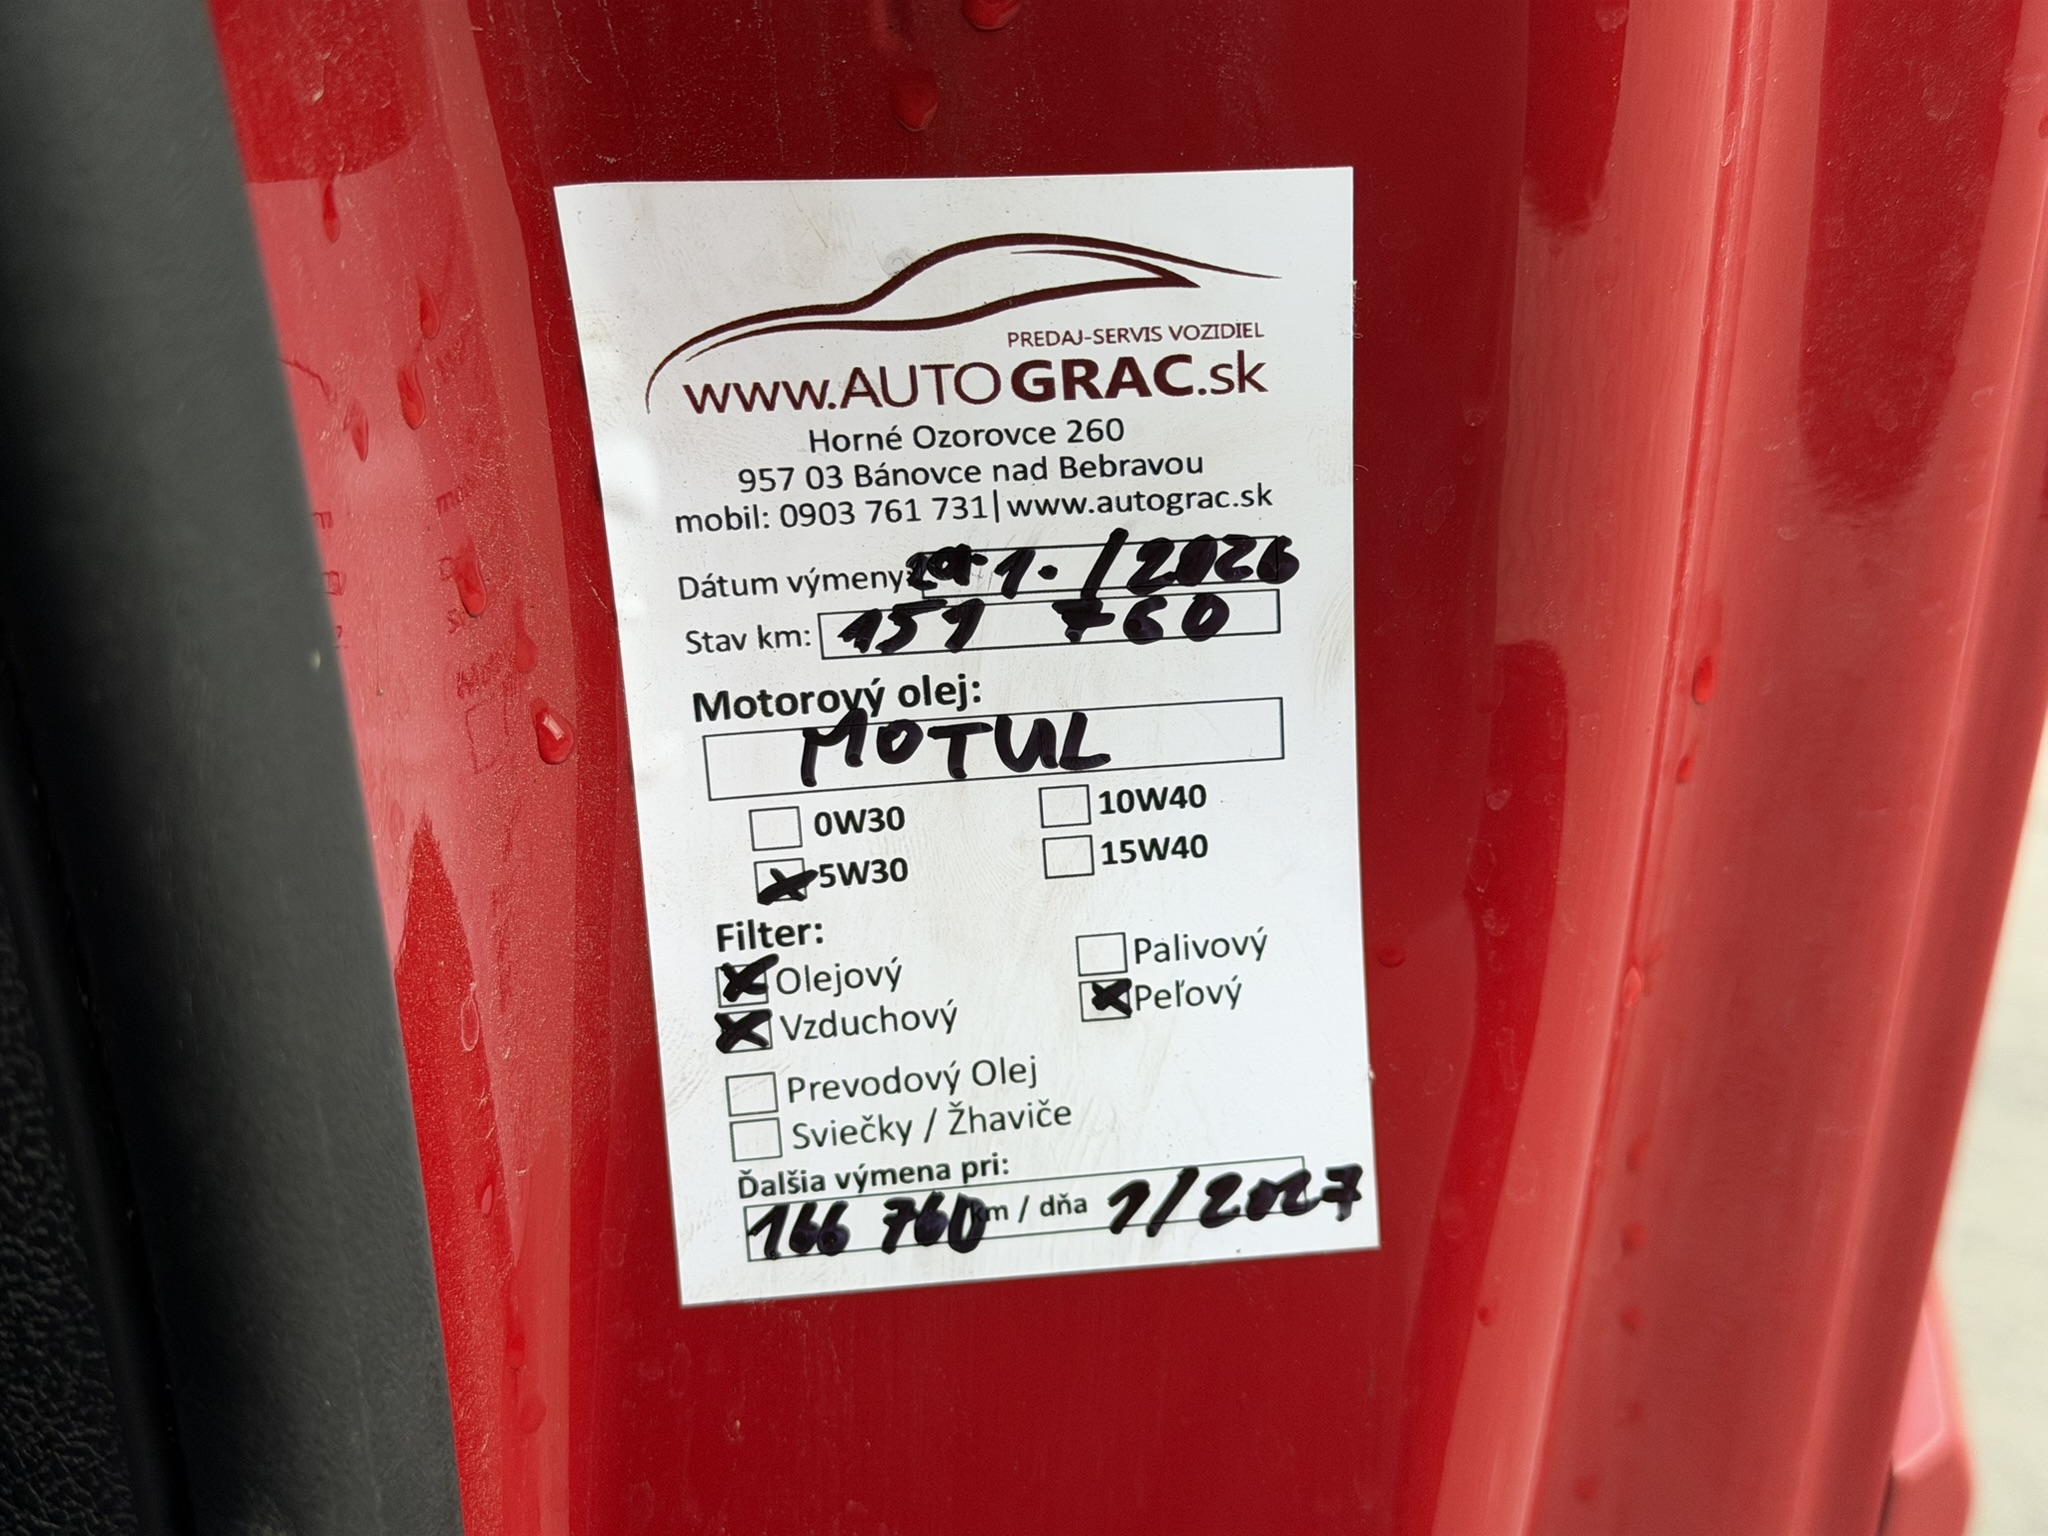 PREDAJ-SERVIS VOZIDIEL
www.AUTOGRAC.sk
Horné Ozorovce 260
957 03 Bánovce nad Bebravou
mobil: 0903 761 731|www.autograc.sk
Dátum výmeny: 1./2026
Stav km: 151 760
Motorový olej:
MOTUL
0W30 10W40
5W30 15W40
Filter:
Palivový
Olejový
Peľový
Vzduchový
Prevodový Olej
Sviečky / Žhaviče
Ďalšia výmena pri:
166 760 km / dňa 1/2027